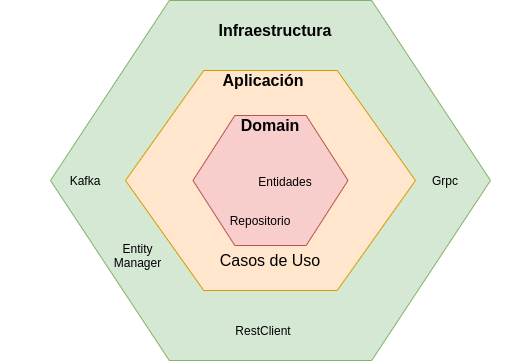 Infraestructura
Aplicación
Domain
Entidades
Kafka
Grpc
Repositorio
Entity
Manager
Casos de Uso
RestClient